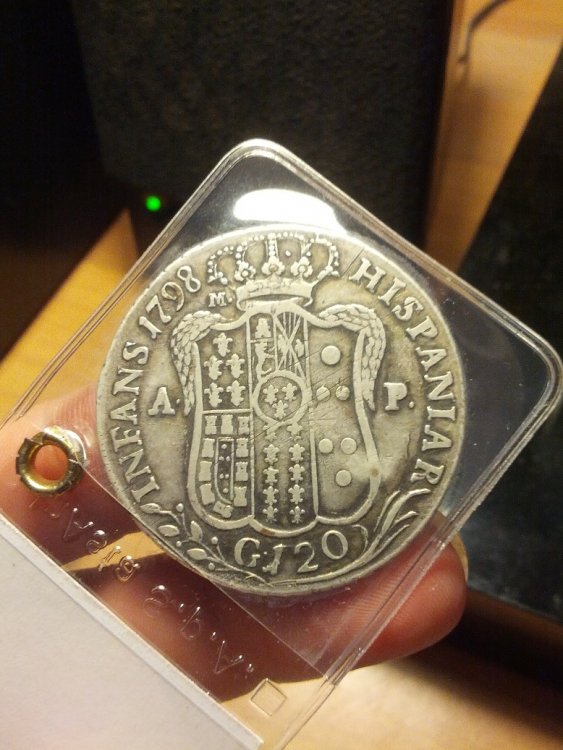 INFANS 1798 HISPANIAR
M.
A. P.
G.120